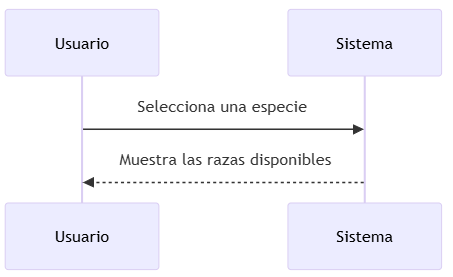 Usuario
Sistema
Selecciona una especie
Muestra las razas disponibles
Usuario
Sistema